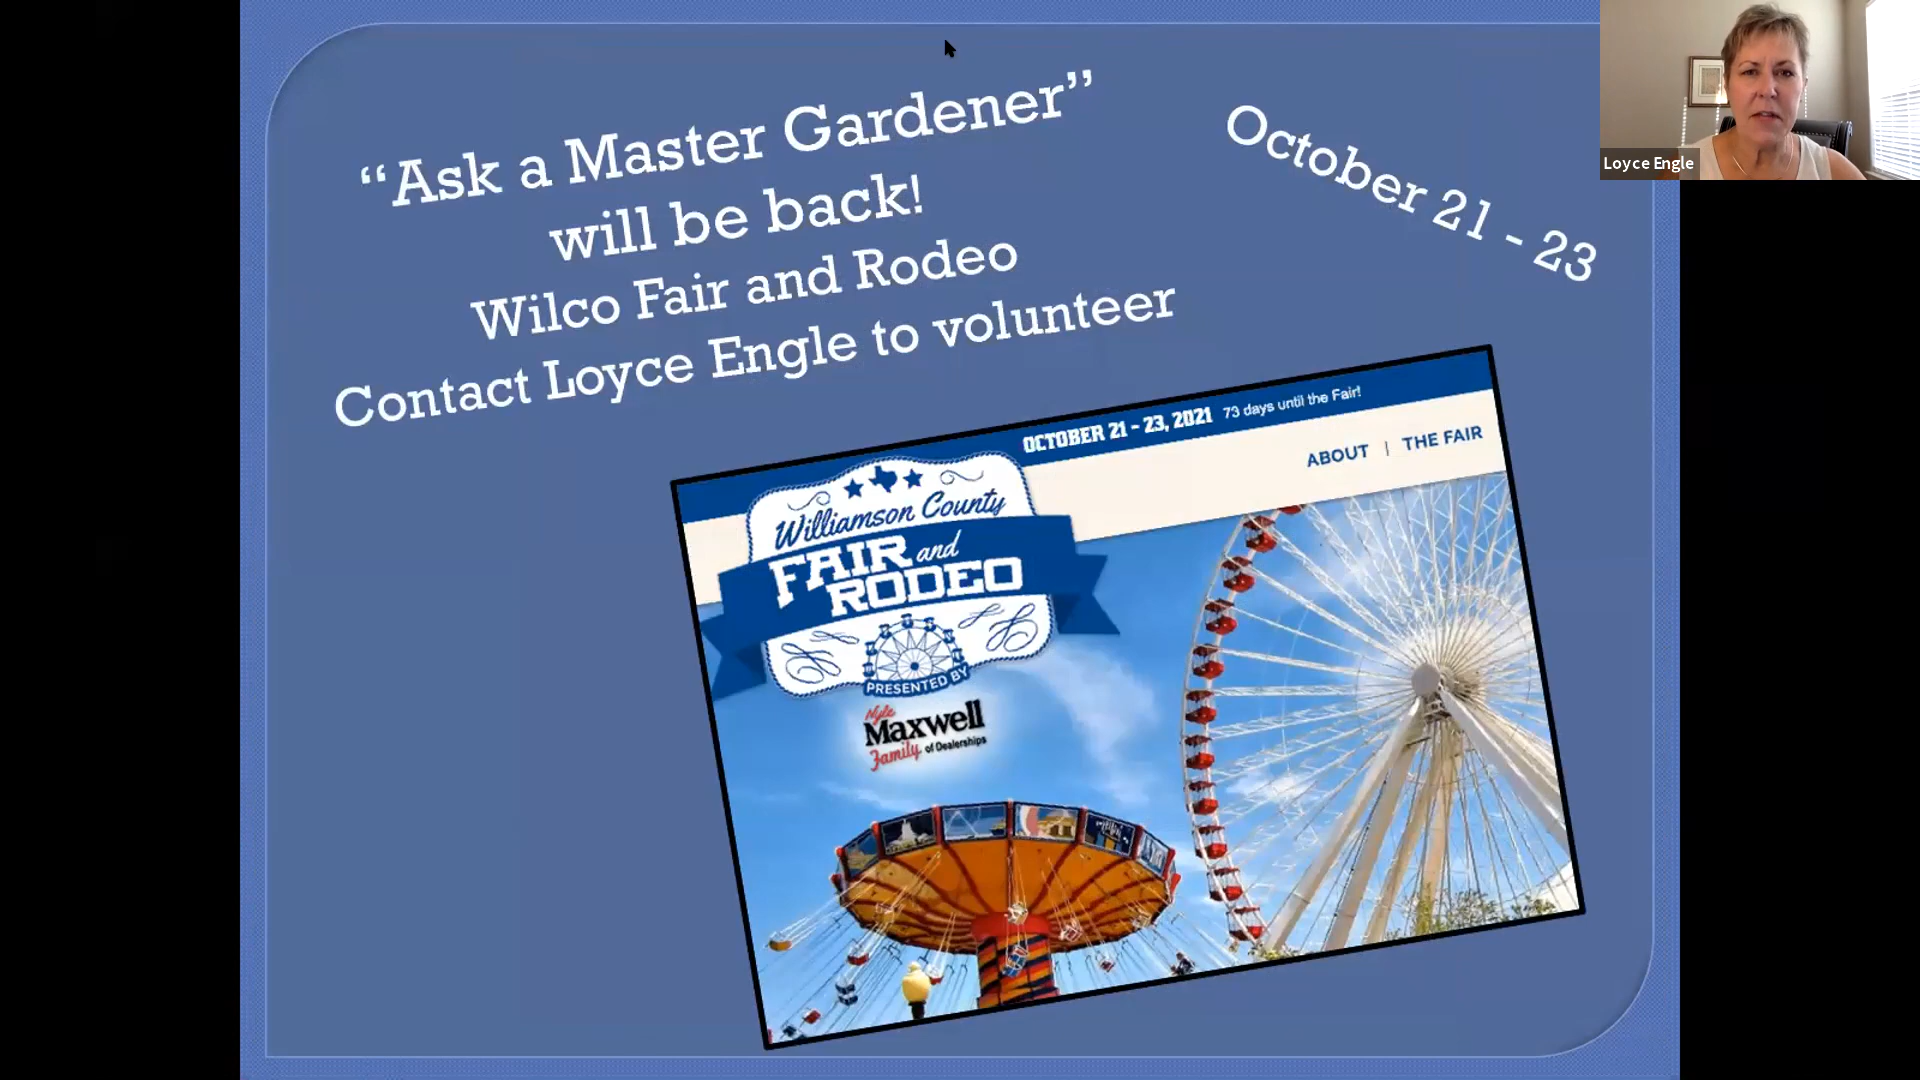 “Ask a Master Gardener”
will be back!
Wilco Fair and Rodeo
Contact Loyce Engle to volunteer
October 21 - 23
Loyce Engle
OCTOBER 21 - 23, 2021 73 days until the Fair!
ABOUT | THE FAIR
Williamson County
FAIR and
RODEO
PRESENTED BY
Nyle
Maxwell
Family of Dealerships